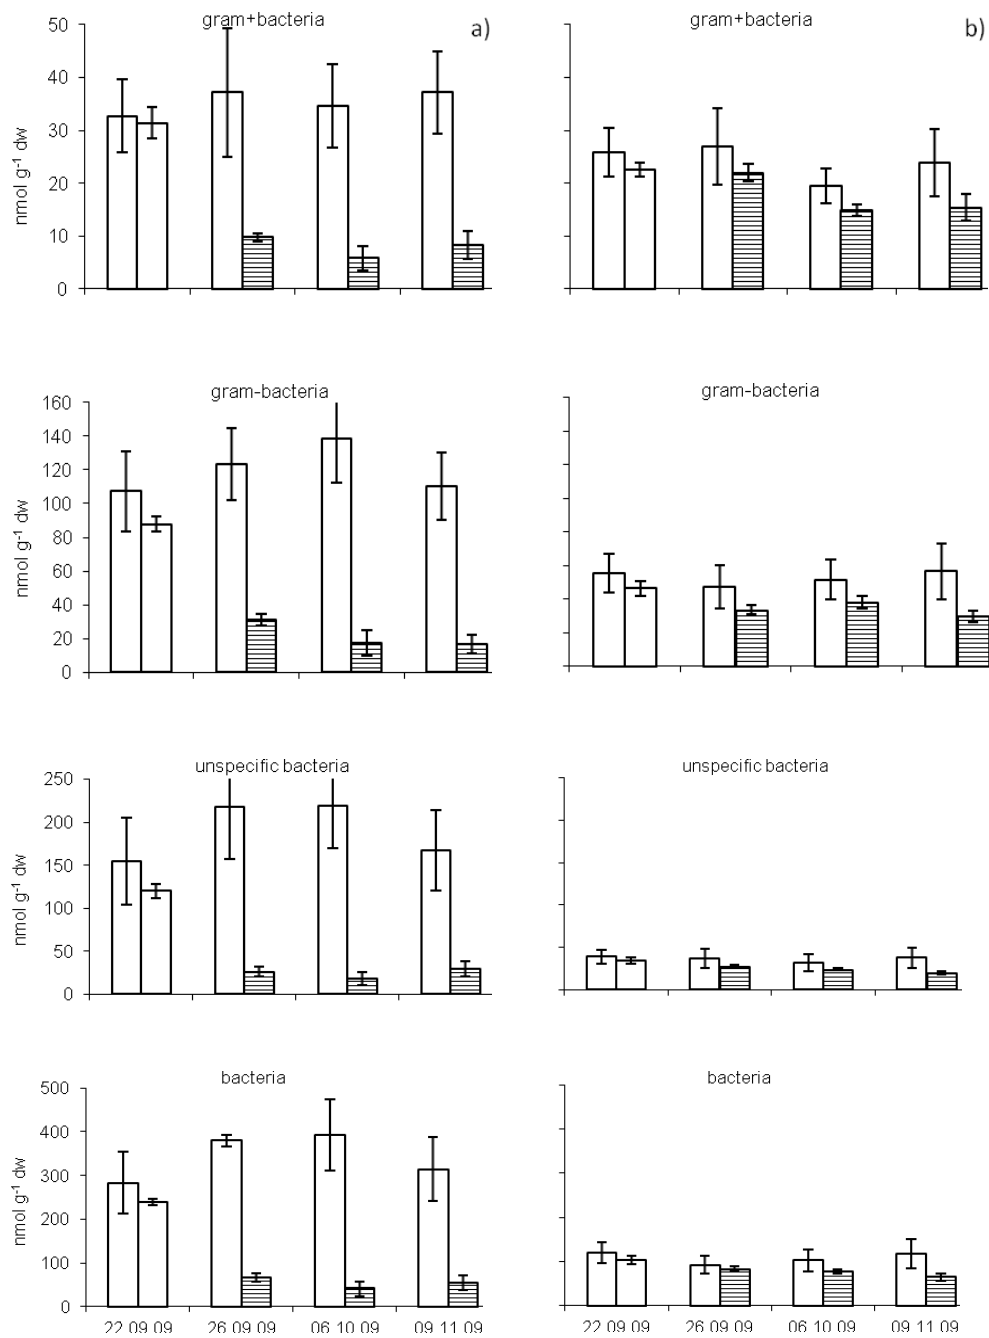 gram+bacteria
a)
gram+bacteria
b)
50
40
30
20
10
0
nmol g-1 dw
gram-bacteria
gram-bacteria
160
140
120
100
80
60
40
20
0
nmol g-1 dw
unspecific bacteria
unspecific bacteria
250
200
150
100
50
0
nmol g-1 dw
bacteria
bacteria
500
400
300
200
100
0
nmol g-1 dw
22 09 09 26 09 09 06 10 09 09 11 09
22 09 09 26 09 09 06 10 09 09 11 09